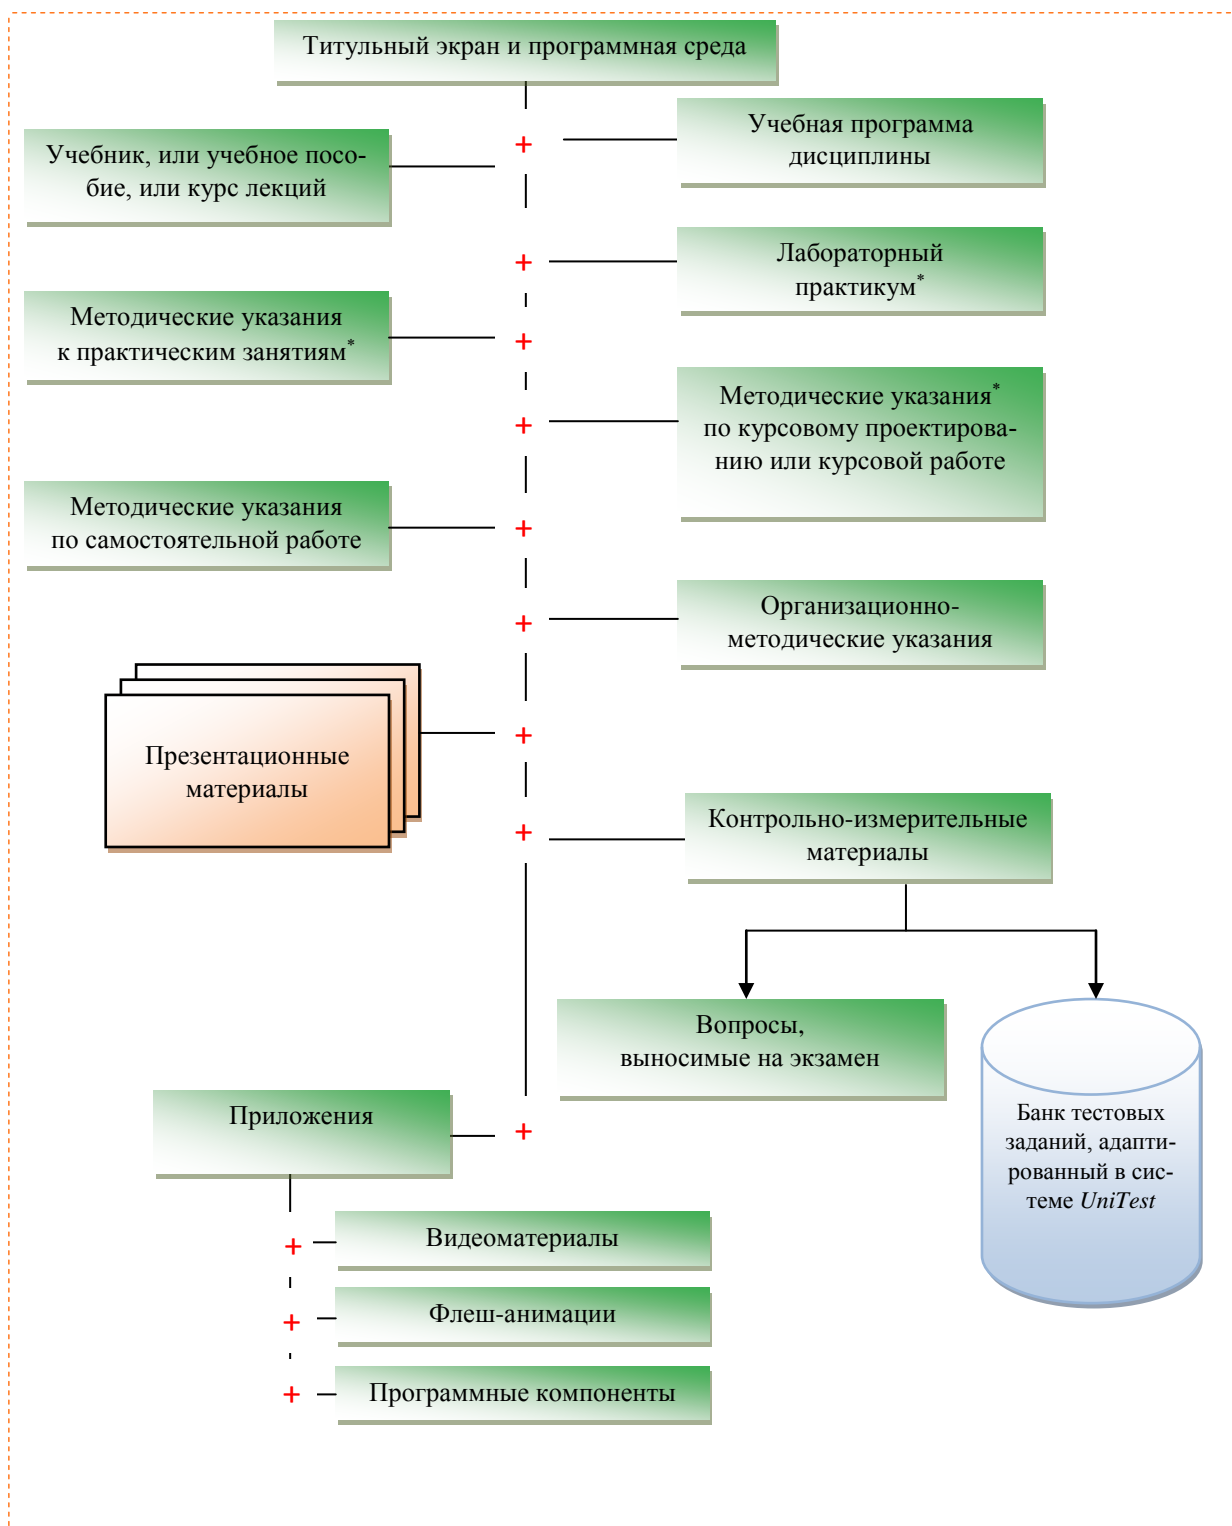 Титульный экран и программная среда
Учебная программа
дисциплины
Учебник, или учебное посо-
бие, или курс лекций
+
Лабораторный
практикум*
+
Методические указания
к практическим занятиям*
+
Методические указания*
по курсовому проектирова-
нию или курсовой работе
+
Методические указания
по самостоятельной работе
+
Организационно-
методические указания
+
Презентационные
материалы
+
Контрольно-измерительные
материалы
+
Вопросы,
выносимые на экзамен
Банк тестовых
заданий, адапти-
рованный в сис-
теме UniTest
Приложения
+
Видеоматериалы
+
Флеш-анимации
+
Программные компоненты
+